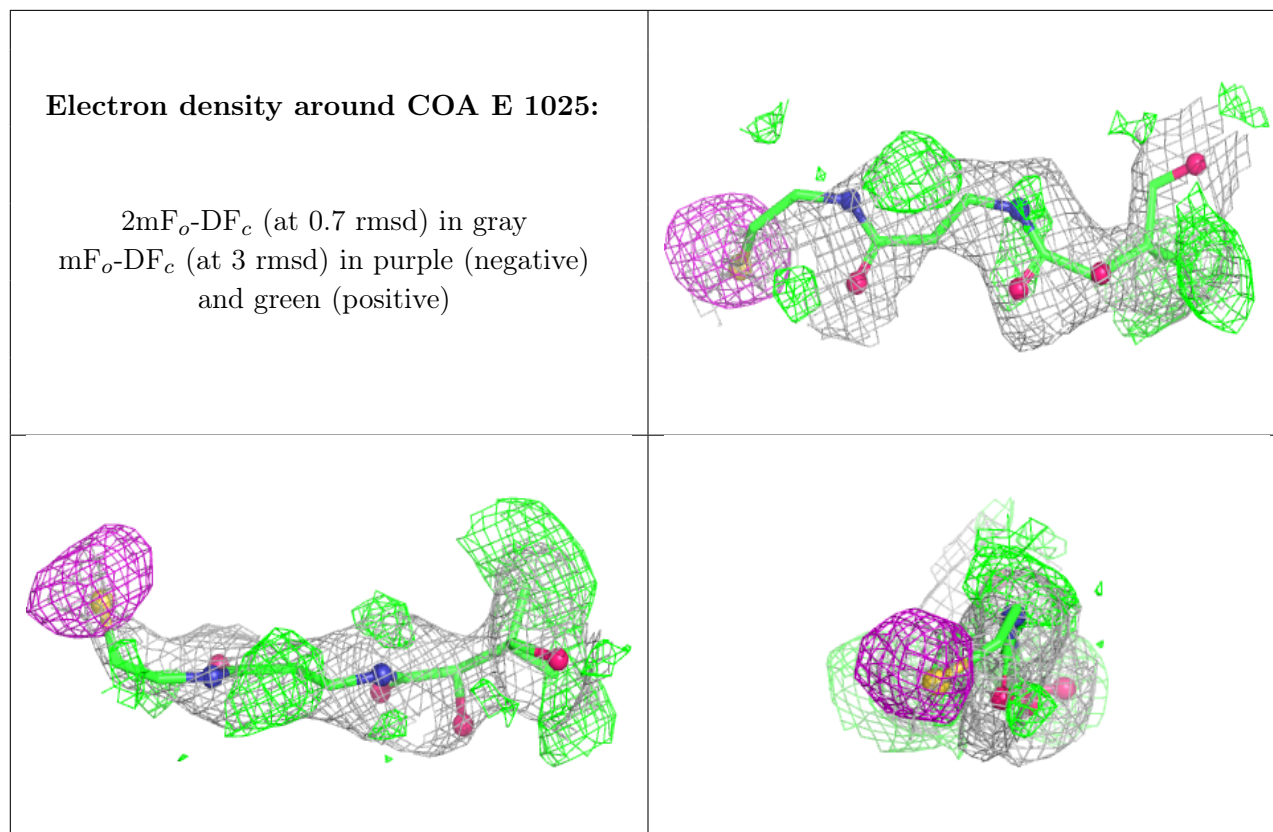 Electron density around COA E 1025:
2mFₒ-DF𝒸 (at 0.7 rmsd) in gray
mFₒ-DF𝒸 (at 3 rmsd) in purple (negative)
and green (positive)